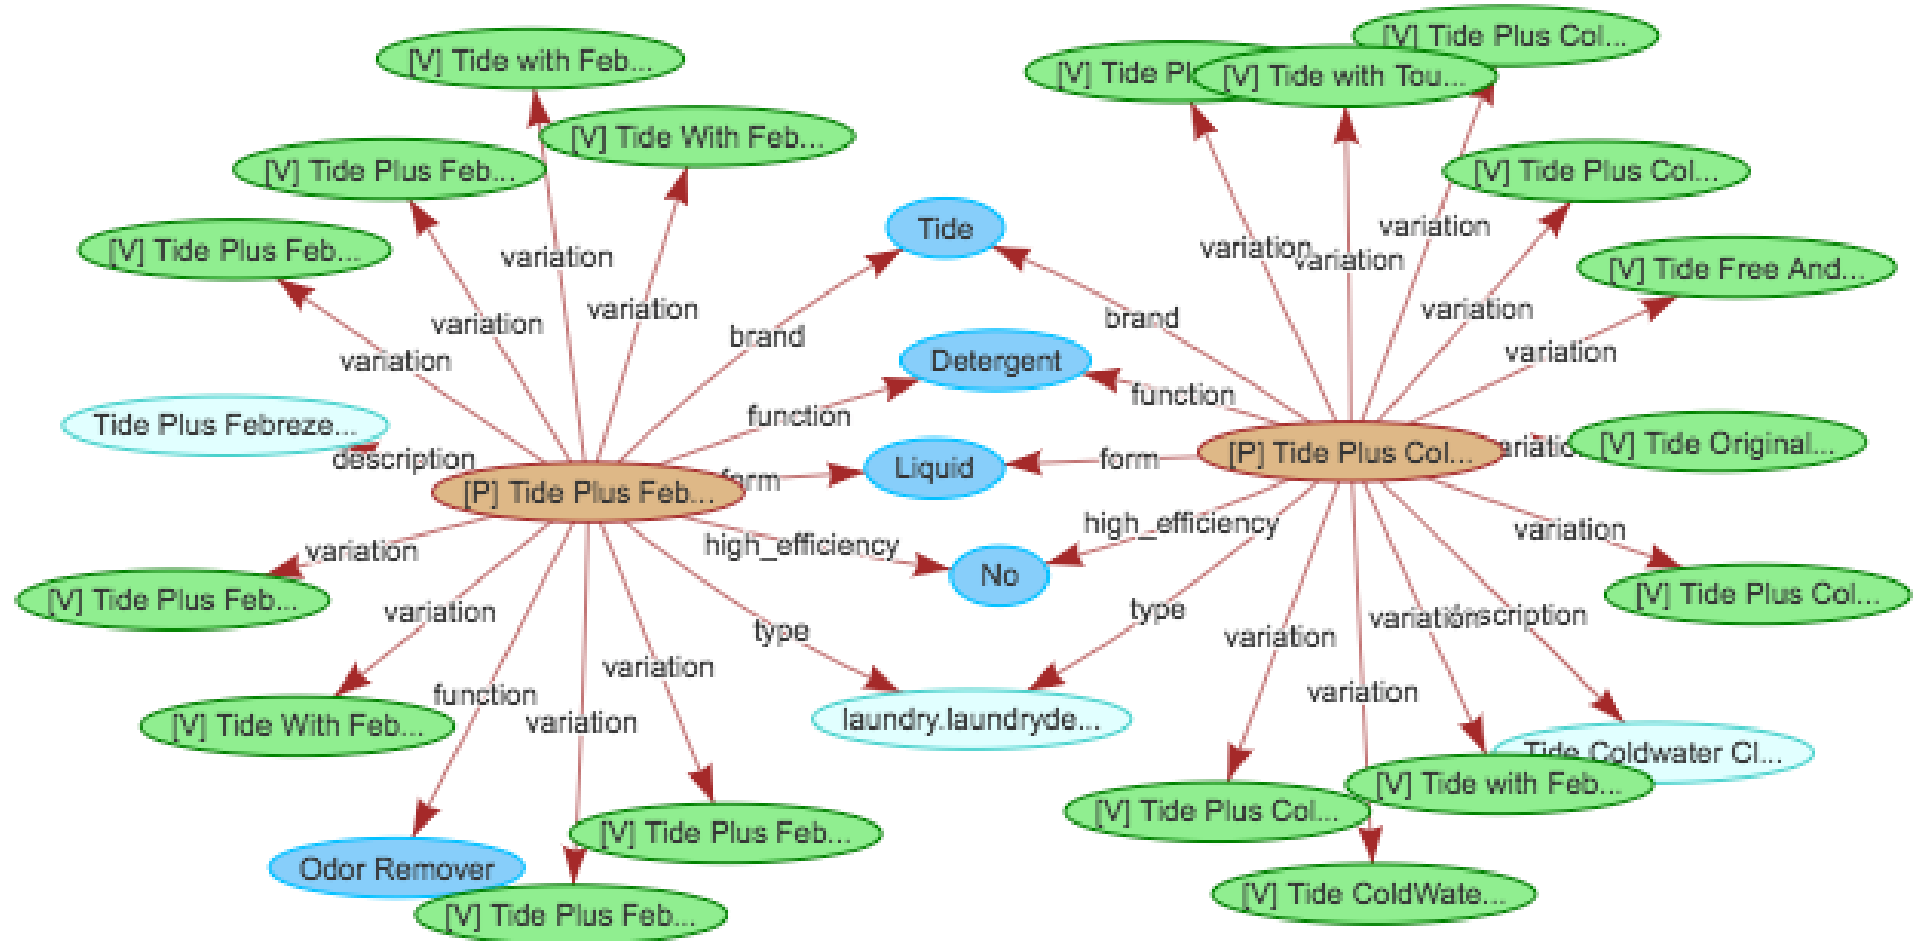 [V] Tide Plus Col...
[V] Tide with Feb...
[V] Tide Pl
[V] Tide with Tou...
[V] Tide With Feb...
[V] Tide Plus Feb...
[V] Tide Plus Col...
Tide
variation
[V] Tide Plus Feb...
variation
variation
variation
[V] Tide Free And...
variation
variation
variation
brand
brand
variation
variation
Detergent
variation
function
function
Tide Plus Febreze...
[V] Tide Original...
description
form
[P] Tide Plus Col...
Liquid
[P] Tide Plus Feb...
high_efficiency
variation
variation
high_efficiency
No
[V] Tide Plus Feb...
[V] Tide Plus Col...
variation
type
type
variation
variation
variation
function
variation
variation
[V] Tide With Feb...
laundry.laundryde...
Tide Coldwater Cl...
[V] Tide with Feb...
[V] Tide Plus Col...
[V] Tide Plus Feb...
Odor Remover
[V] Tide ColdWate...
[V] Tide Plus Feb...